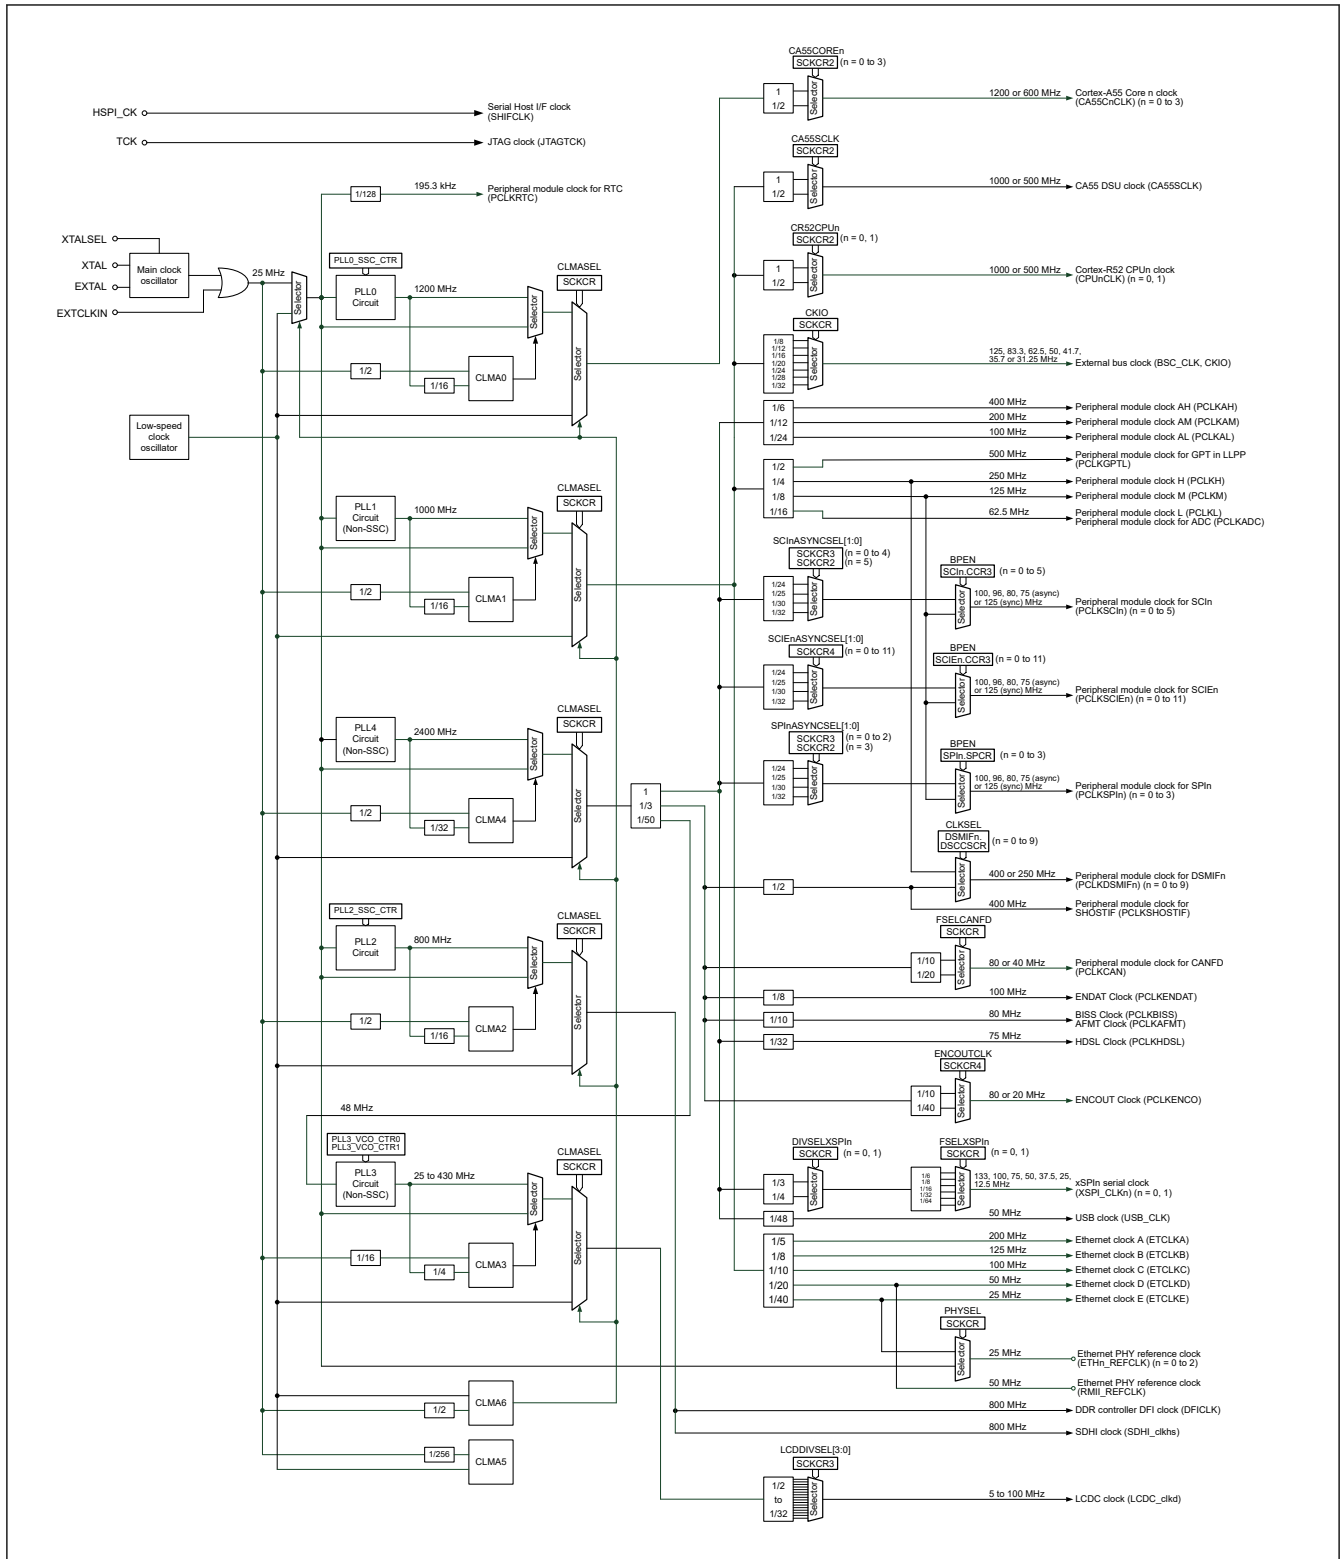 HSPI_CK
Serial Host I/F clock
(SHIFCLK)
TCK
JTAG clock (JTAGTCK)
1/128
195.3 kHz
Peripheral module clock for RTC
(PCLKRTC)
XTALSEL
XTAL
EXTAL
EXTCLKIN
Main clock
oscillator
25 MHz
Selector
Low-speed
clock
oscillator
PLL0_SSC_CTR
PLL0
Circuit
1200 MHz
Selector
CLMASEL
SCKCR
Selector
1/2
1/16
CLMA0
PLL1
Circuit
(Non-SSC)
1000 MHz
Selector
CLMASEL
SCKCR
Selector
1/2
1/16
CLMA1
PLL4
Circuit
(Non-SSC)
2400 MHz
Selector
CLMASEL
SCKCR
Selector
1/2
1/32
CLMA4
1
1/3
1/50
PLL2_SSC_CTR
PLL2
Circuit
800 MHz
Selector
CLMASEL
SCKCR
Selector
1/2
1/16
CLMA2
48 MHz
PLL3_VCO_CTR0
PLL3_VCO_CTR1
PLL3
Circuit
(Non-SSC)
25 to 430 MHz
Selector
CLMASEL
SCKCR
Selector
1/16
1/4
CLMA3
CLMA6
1/2
1/256
CLMA5
CA55COREn
SCKCR2 (n = 0 to 3)
1
1/2
Selector
1200 or 600 MHz
Cortex-A55 Core n clock
(CA55CnCLK) (n = 0 to 3)
CA55SCLK
SCKCR2
1
1/2
Selector
1000 or 500 MHz
CA55 DSU clock (CA55SCLK)
CR52CPUn
SCKCR2 (n = 0, 1)
1
1/2
Selector
1000 or 500 MHz
Cortex-R52 CPUn clock
(CPUnCLK) (n = 0, 1)
CKIO
SCKCR
1/8
1/12
1/16
1/20
1/24
1/28
1/32
Selector
125, 83.3, 62.5, 50, 41.7,
35.7 or 31.25 MHz
External bus clock (BSC_CLK, CKIO)
1/6
1/12
1/24
400 MHz
Peripheral module clock AH (PCLKAH)
200 MHz
Peripheral module clock AM (PCLKAM)
100 MHz
Peripheral module clock AL (PCLKAL)
1/2
1/4
1/8
1/16
500 MHz
Peripheral module clock for GPT in LLPP
(PCLKGPTL)
250 MHz
Peripheral module clock H (PCLKH)
125 MHz
Peripheral module clock M (PCLKM)
62.5 MHz
Peripheral module clock L (PCLKL)
Peripheral module clock for ADC (PCLKADC)
SCInASYNCSEL[1:0]
SCKCR3 (n = 0 to 4)
SCKCR2 (n = 5)
1/24
1/25
1/30
1/32
Selector
BPEN
SCIn.CCR3 (n = 0 to 5)
Selector
100, 96, 80, 75 (async)
or 125 (sync) MHz
Peripheral module clock for SCIn
(PCLKSCIn) (n = 0 to 5)
SCIEnASYNCSEL[1:0]
SCKCR4 (n = 0 to 11)
1/24
1/25
1/30
1/32
Selector
BPEN
SCIEn.CCR3 (n = 0 to 11)
Selector
100, 96, 80, 75 (async)
or 125 (sync) MHz
Peripheral module clock for SCIEn
(PCLKSCIEn) (n = 0 to 11)
SPInASYNCSEL[1:0]
SCKCR3 (n = 0 to 2)
SCKCR2 (n = 3)
1/24
1/25
1/30
1/32
Selector
BPEN
SPIn.SPCR (n = 0 to 3)
Selector
100, 96, 80, 75 (async)
or 125 (sync) MHz
Peripheral module clock for SPIn
(PCLKSPIn) (n = 0 to 3)
CLKSEL
DSMIFn.
DSCCSCR
(n = 0 to 9)
Selector
1/2
400 or 250 MHz
Peripheral module clock for DSMIFn
(PCLKDSMIFn) (n = 0 to 9)
400 MHz
Peripheral module clock for
SHOSTIF (PCLKSHOSTIF)
FSELCANFD
SCKCR
1/10
1/20
Selector
80 or 40 MHz
Peripheral module clock for CANFD
(PCLKCAN)
1/8
100 MHz
ENDAT Clock (PCLKENDAT)
1/10
80 MHz
BISS Clock (PCLKBISS)
AFMT Clock (PCLKAFMT)
1/32
75 MHz
HDSL Clock (PCLKHDSL)
ENCOUTCLK
SCKCR4
1/10
1/40
Selector
80 or 20 MHz
ENCOUT Clock (PCLKENCO)
DIVSELXSPIn
SCKCR (n = 0, 1)
1/3
1/4
Selector
FSELXSPIn
SCKCR (n = 0, 1)
1/6
1/8
1/16
1/32
1/64
Selector
133, 100, 75, 50, 37.5, 25,
12.5 MHz
xSPIn serial clock
(XSPI_CLKn) (n = 0, 1)
1/48
50 MHz
USB clock (USB_CLK)
1/5
1/8
1/10
1/20
1/40
200 MHz
Ethernet clock A (ETCLKA)
125 MHz
Ethernet clock B (ETCLKB)
100 MHz
Ethernet clock C (ETCLKC)
50 MHz
Ethernet clock D (ETCLKD)
25 MHz
Ethernet clock E (ETCLKE)
PHYSEL
SCKCR
Selector
25 MHz
Ethernet PHY reference clock
(ETHn_REFCLK) (n = 0 to 2)
50 MHz
Ethernet PHY reference clock
(RMII_REFCLK)
800 MHz
DDR controller DFI clock (DFICLK)
800 MHz
SDHI clock (SDHI_clkhs)
LCDDIVSEL[3:0]
SCKCR3
1/2
to
1/32
Selector
5 to 100 MHz
LCDC clock (LCDC_clkd)